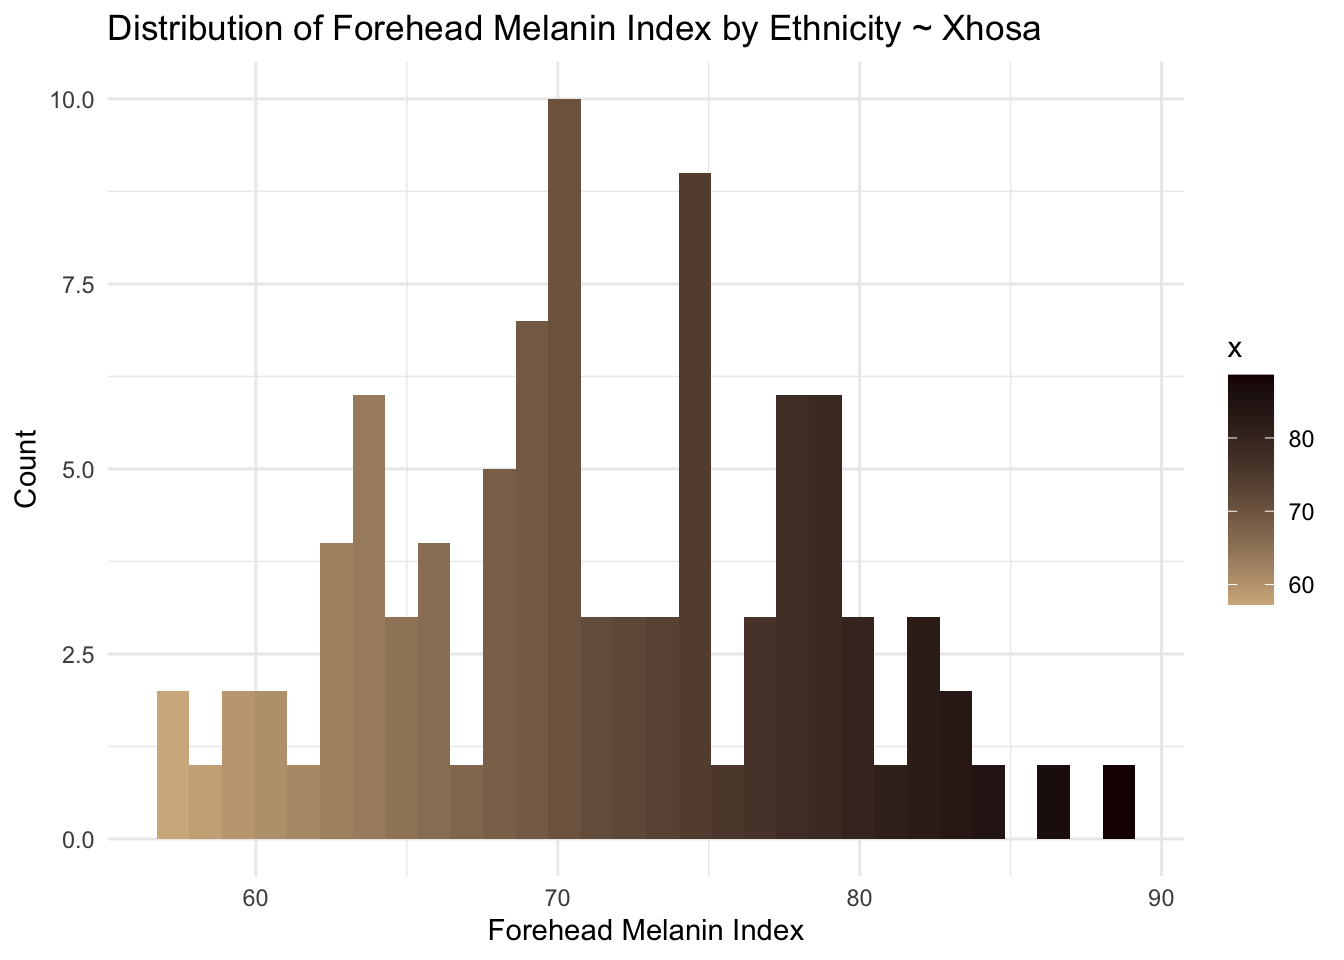 Distribution of Forehead Melanin Index by Ethnicity ~ Xhosa
10.0
7.5
5.0
2.5
0.0
Count
60 70 80 90
Forehead Melanin Index
x
80
70
60